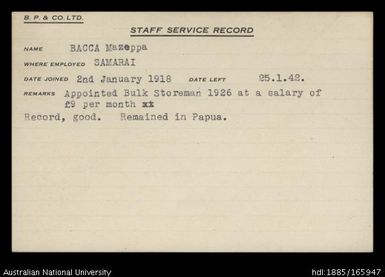 B. P. & CO. LTD.
STAFF SERVICE RECORD
NAME BACCA Mazeppa
WHERE EMPLOYED SAMARAI
DATE JOINED 2nd January 1918 DATE LEFT 25.1.42.
REMARKS Appointed Bulk Storeman 1926 at a salary of
£9 per month xx
Record, good. Remained in Papua.
Australian National University
hdl:1885/165947